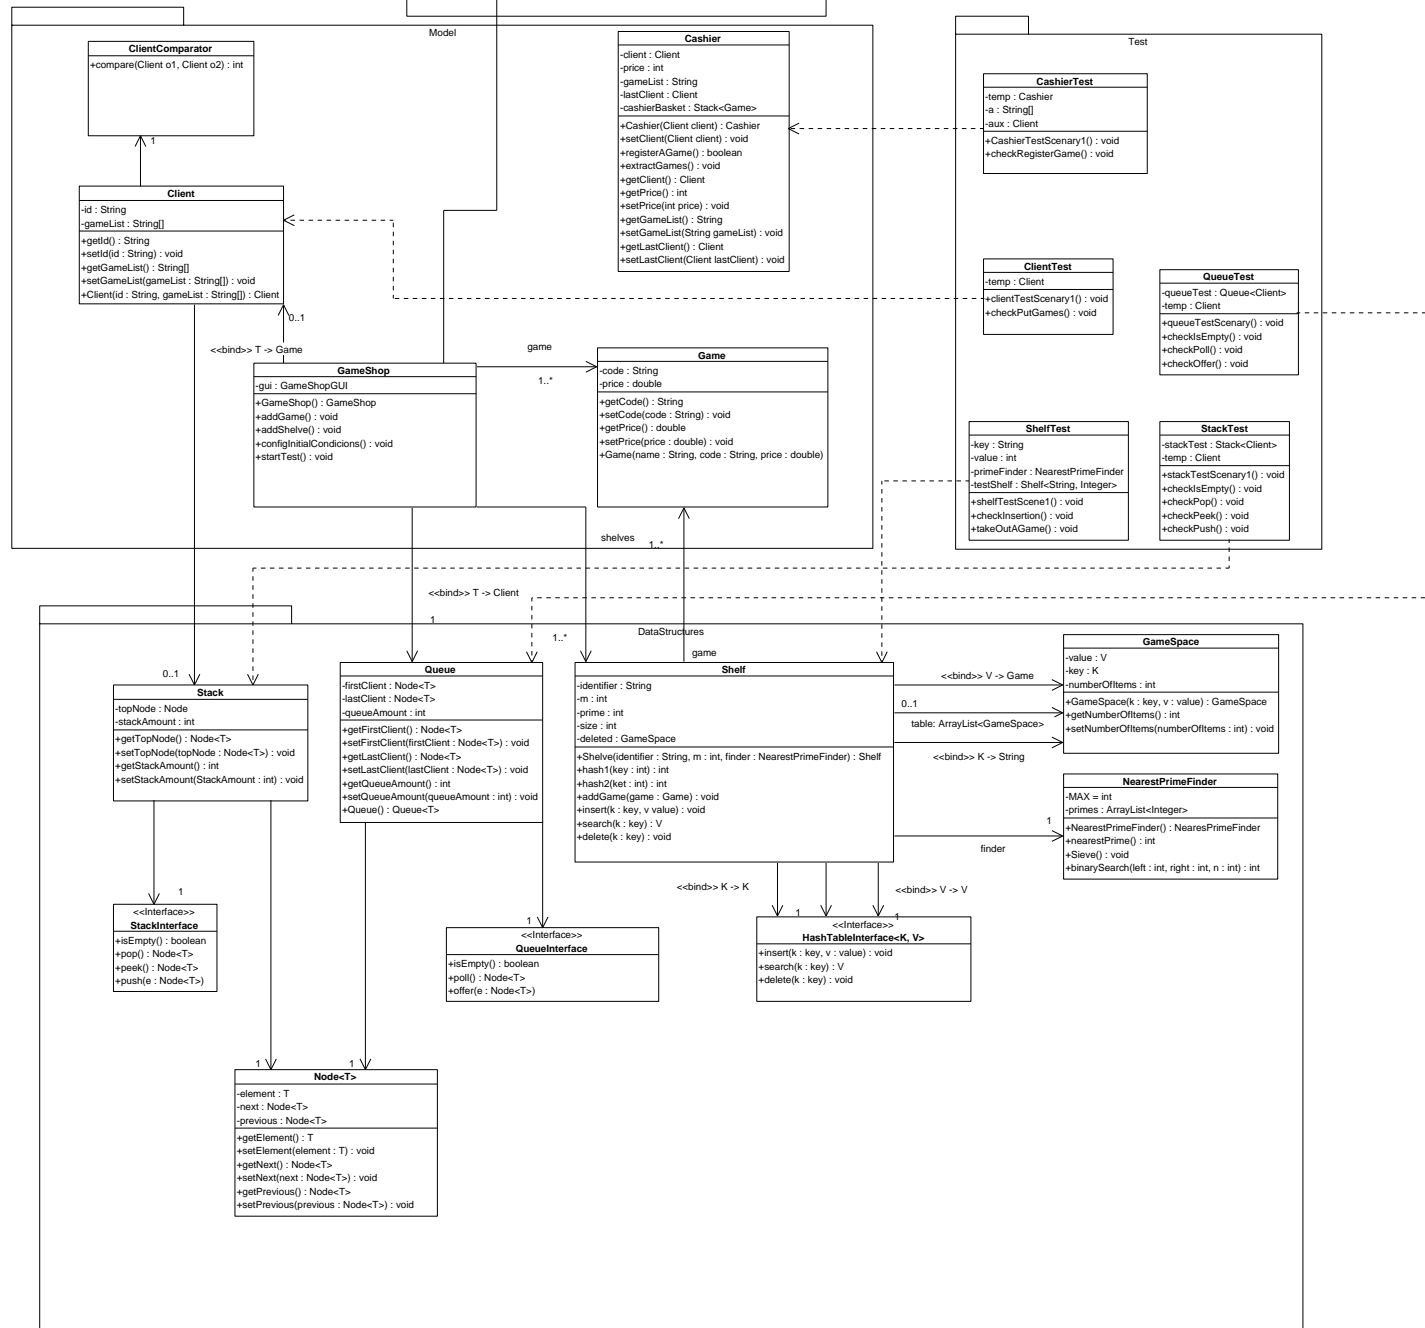 Model
ClientComparator
+compare(Client o1, Client o2) : int
1
Client
-id : String
-gameList : String[]
+getId() : String
+setId(id : String) : void
+getGameList() : String[]
+setGameList(gameList : String[]) : void
+Client(id : String, gameList : String[]) : Client
0..1
<<bind>> T -> Game
GameShop
-gui : GameShopGUI
+GameShop() : GameShop
+addGame() : void
+addShelve() : void
+configInitialCondicions() : void
+startTest() : void
Cashier
-client : Client
-price : int
-gameList : String
-lastClient : Client
-cashierBasket : Stack<Game>
+Cashier(Client client) : Cashier
+setClient(Client client) : void
+registerAGame() : boolean
+extractGames() : void
+getClient() : Client
+getPrice() : int
+setPrice(int price) : void
+getGameList() : String
+setGameList(String gameList) : void
+getLastClient() : Client
+setLastClient(Client lastClient) : void
game
1..*
Game
-code : String
-price : double
+getCode() : String
+setCode(code : String) : void
+getPrice() : double
+setPrice(price : double) : void
+Game(name : String, code : String, price : double)
shelves
1..*
Test
CashierTest
-temp : Cashier
-a : String[]
-aux : Client
+CashierTestScenary1() : void
+checkRegisterGame() : void
ClientTest
-temp : Client
+clientTestScenary1() : void
+checkPutGames() : void
QueueTest
-queueTest : Queue<Client>
-temp : Client
+queueTestScenary() : void
+checkIsEmpty() : void
+checkPoll() : void
+checkOffer() : void
ShelfTest
-key : String
-value : int
-primeFinder : NearestPrimeFinder
-testShelf : Shelf<String, Integer>
+shelfTestScene1() : void
+checkInsertion() : void
+takeOutAGame() : void
StackTest
-stackTest : Stack<Client>
-temp : Client
+stackTestScenary1() : void
+checkIsEmpty() : void
+checkPop() : void
+checkPeek() : void
+checkPush() : void
<<bind>> T -> Client
1
1..*
DataStructures
game
0..1
Stack
-topNode : Node
-stackAmount : int
+getTopNode() : Node<T>
+setTopNode(topNode : Node<T>) : void
+getStackAmount() : int
+setStackAmount(StackAmount : int) : void
Queue
-firstClient : Node<T>
-lastClient : Node<T>
-queueAmount : int
+getFirstClient() : Node<T>
+setFirstClient(firstClient : Node<T>) : void
+getLastClient() : Node<T>
+setLastClient(lastClient : Node<T>) : void
+getQueueAmount() : int
+setQueueAmount(queueAmount : int) : void
+Queue() : Queue<T>
Shelf
-identifier : String
-m : int
-prime : int
-size : int
-deleted : GameSpace
+Shelve(identifier : String, m : int, finder : NearestPrimeFinder) : Shelf
+hash1(key : int) : int
+hash2(ket : int) : int
+addGame(game : Game) : void
+insert(k : key, v value) : void
+search(k : key) : V
+delete(k : key) : void
<<bind>> V -> Game
0..1
table: ArrayList<GameSpace>
<<bind>> K -> String
GameSpace
-value : V
-key : K
-numberOfItems : int
+GameSpace(k : key, v : value) : GameSpace
+getNumberOfItems() : int
+setNumberOfItems(numberOfItems : int) : void
1
finder
NearestPrimeFinder
-MAX = int
-primes : ArrayList<Integer>
+NearestPrimeFinder() : NearesPrimeFinder
+nearestPrime() : int
+Sieve() : void
+binarySearch(left : int, right : int, n : int) : int
1
<<Interface>>
StackInterface
+isEmpty() : boolean
+pop() : Node<T>
+peek() : Node<T>
+push(e : Node<T>)
1
<<Interface>>
QueueInterface
+isEmpty() : boolean
+poll() : Node<T>
+offer(e : Node<T>)
<<bind>> K -> K
<<bind>> V -> V
1
1
<<Interface>>
HashTableInterface<K, V>
+insert(k : key, v : value) : void
+search(k : key) : V
+delete(k : key) : void
1
1
Node<T>
-element : T
-next : Node<T>
-previous : Node<T>
+getElement() : T
+setElement(element : T) : void
+getNext() : Node<T>
+setNext(next : Node<T>) : void
+getPrevious() : Node<T>
+setPrevious(previous : Node<T>) : void